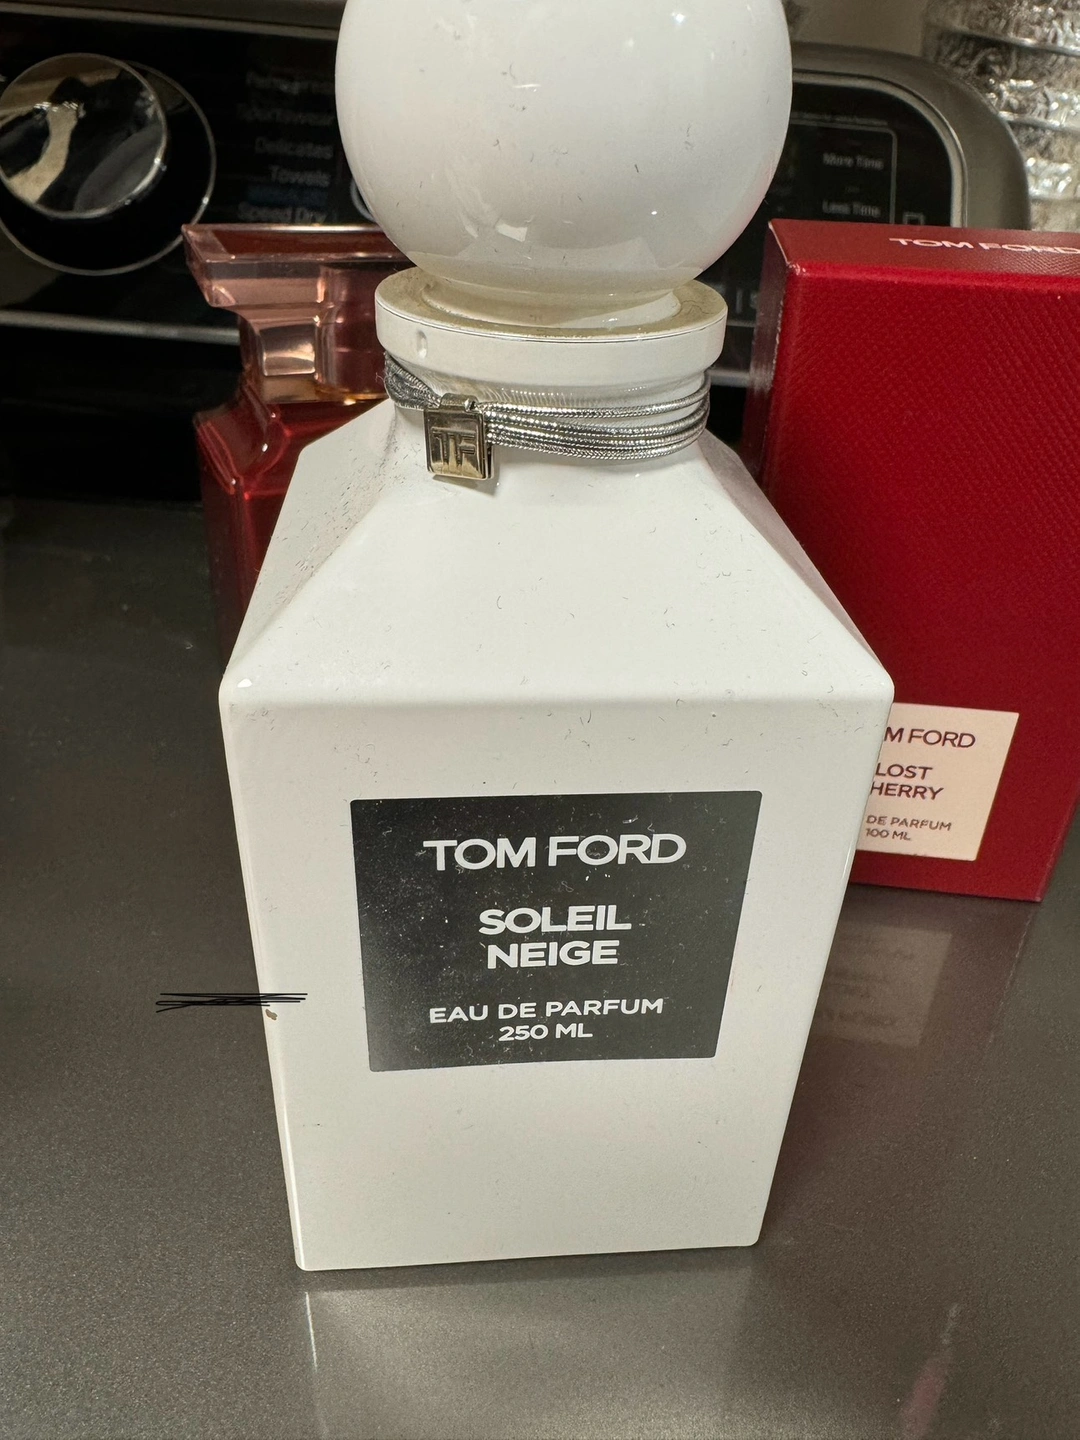 Delicates
Towels
Speed Dry
More Time
Less Time
TOM FORD
TF
TOM FORD
SOLEIL
NEIGE
EAU DE PARFUM
250 ML
M FORD
LOST
HERRY
DE PARFUM
100 ML